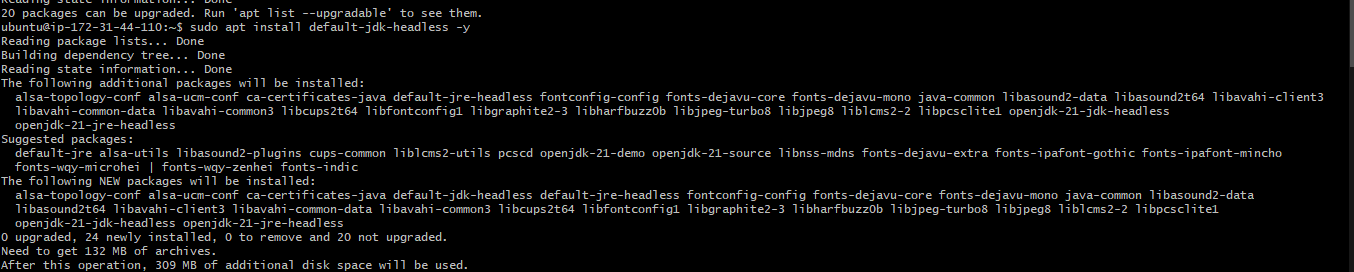 Reading state information... Done
20 packages can be upgraded. Run 'apt list --upgradable' to see them.
ubuntu@ip-172-31-44-110:~$ sudo apt install default-jdk-headless -y
Reading package lists... Done
Building dependency tree... Done
Reading state information... Done
The following additional packages will be installed:
  alsa-topology-conf alsa-ucm-conf ca-certificates-java default-jre-headless fontconfig-config fonts-dejavu-core fonts-dejavu-mono java-common libasound2-data libasound2t64 libavahi-client3
  libavahi-common-data libavahi-common3 libcups2t64 libfontconfig1 libgraphite2-3 libharfbuzz0b libjpeg-turbo8 libjpeg8 liblcms2-2 libpcsclite1 openjdk-21-jdk-headless
  openjdk-21-jre-headless
Suggested packages:
  default-jre alsa-utils libasound2-plugins cups-common liblcms2-utils pcscd openjdk-21-demo openjdk-21-source libnss-mdns fonts-dejavu-extra fonts-ipafont-gothic fonts-ipafont-mincho
  fonts-wqy-microhei | fonts-wqy-zenhei fonts-indic
The following NEW packages will be installed:
  alsa-topology-conf alsa-ucm-conf ca-certificates-java default-jdk-headless default-jre-headless fontconfig-config fonts-dejavu-core fonts-dejavu-mono java-common libasound2-data
  libasound2t64 libavahi-client3 libavahi-common-data libavahi-common3 libcups2t64 libfontconfig1 libgraphite2-3 libharfbuzz0b libjpeg-turbo8 libjpeg8 liblcms2-2 libpcsclite1
  openjdk-21-jdk-headless openjdk-21-jre-headless
0 upgraded, 24 newly installed, 0 to remove and 20 not upgraded.
Need to get 132 MB of archives.
After this operation, 309 MB of additional disk space will be used.